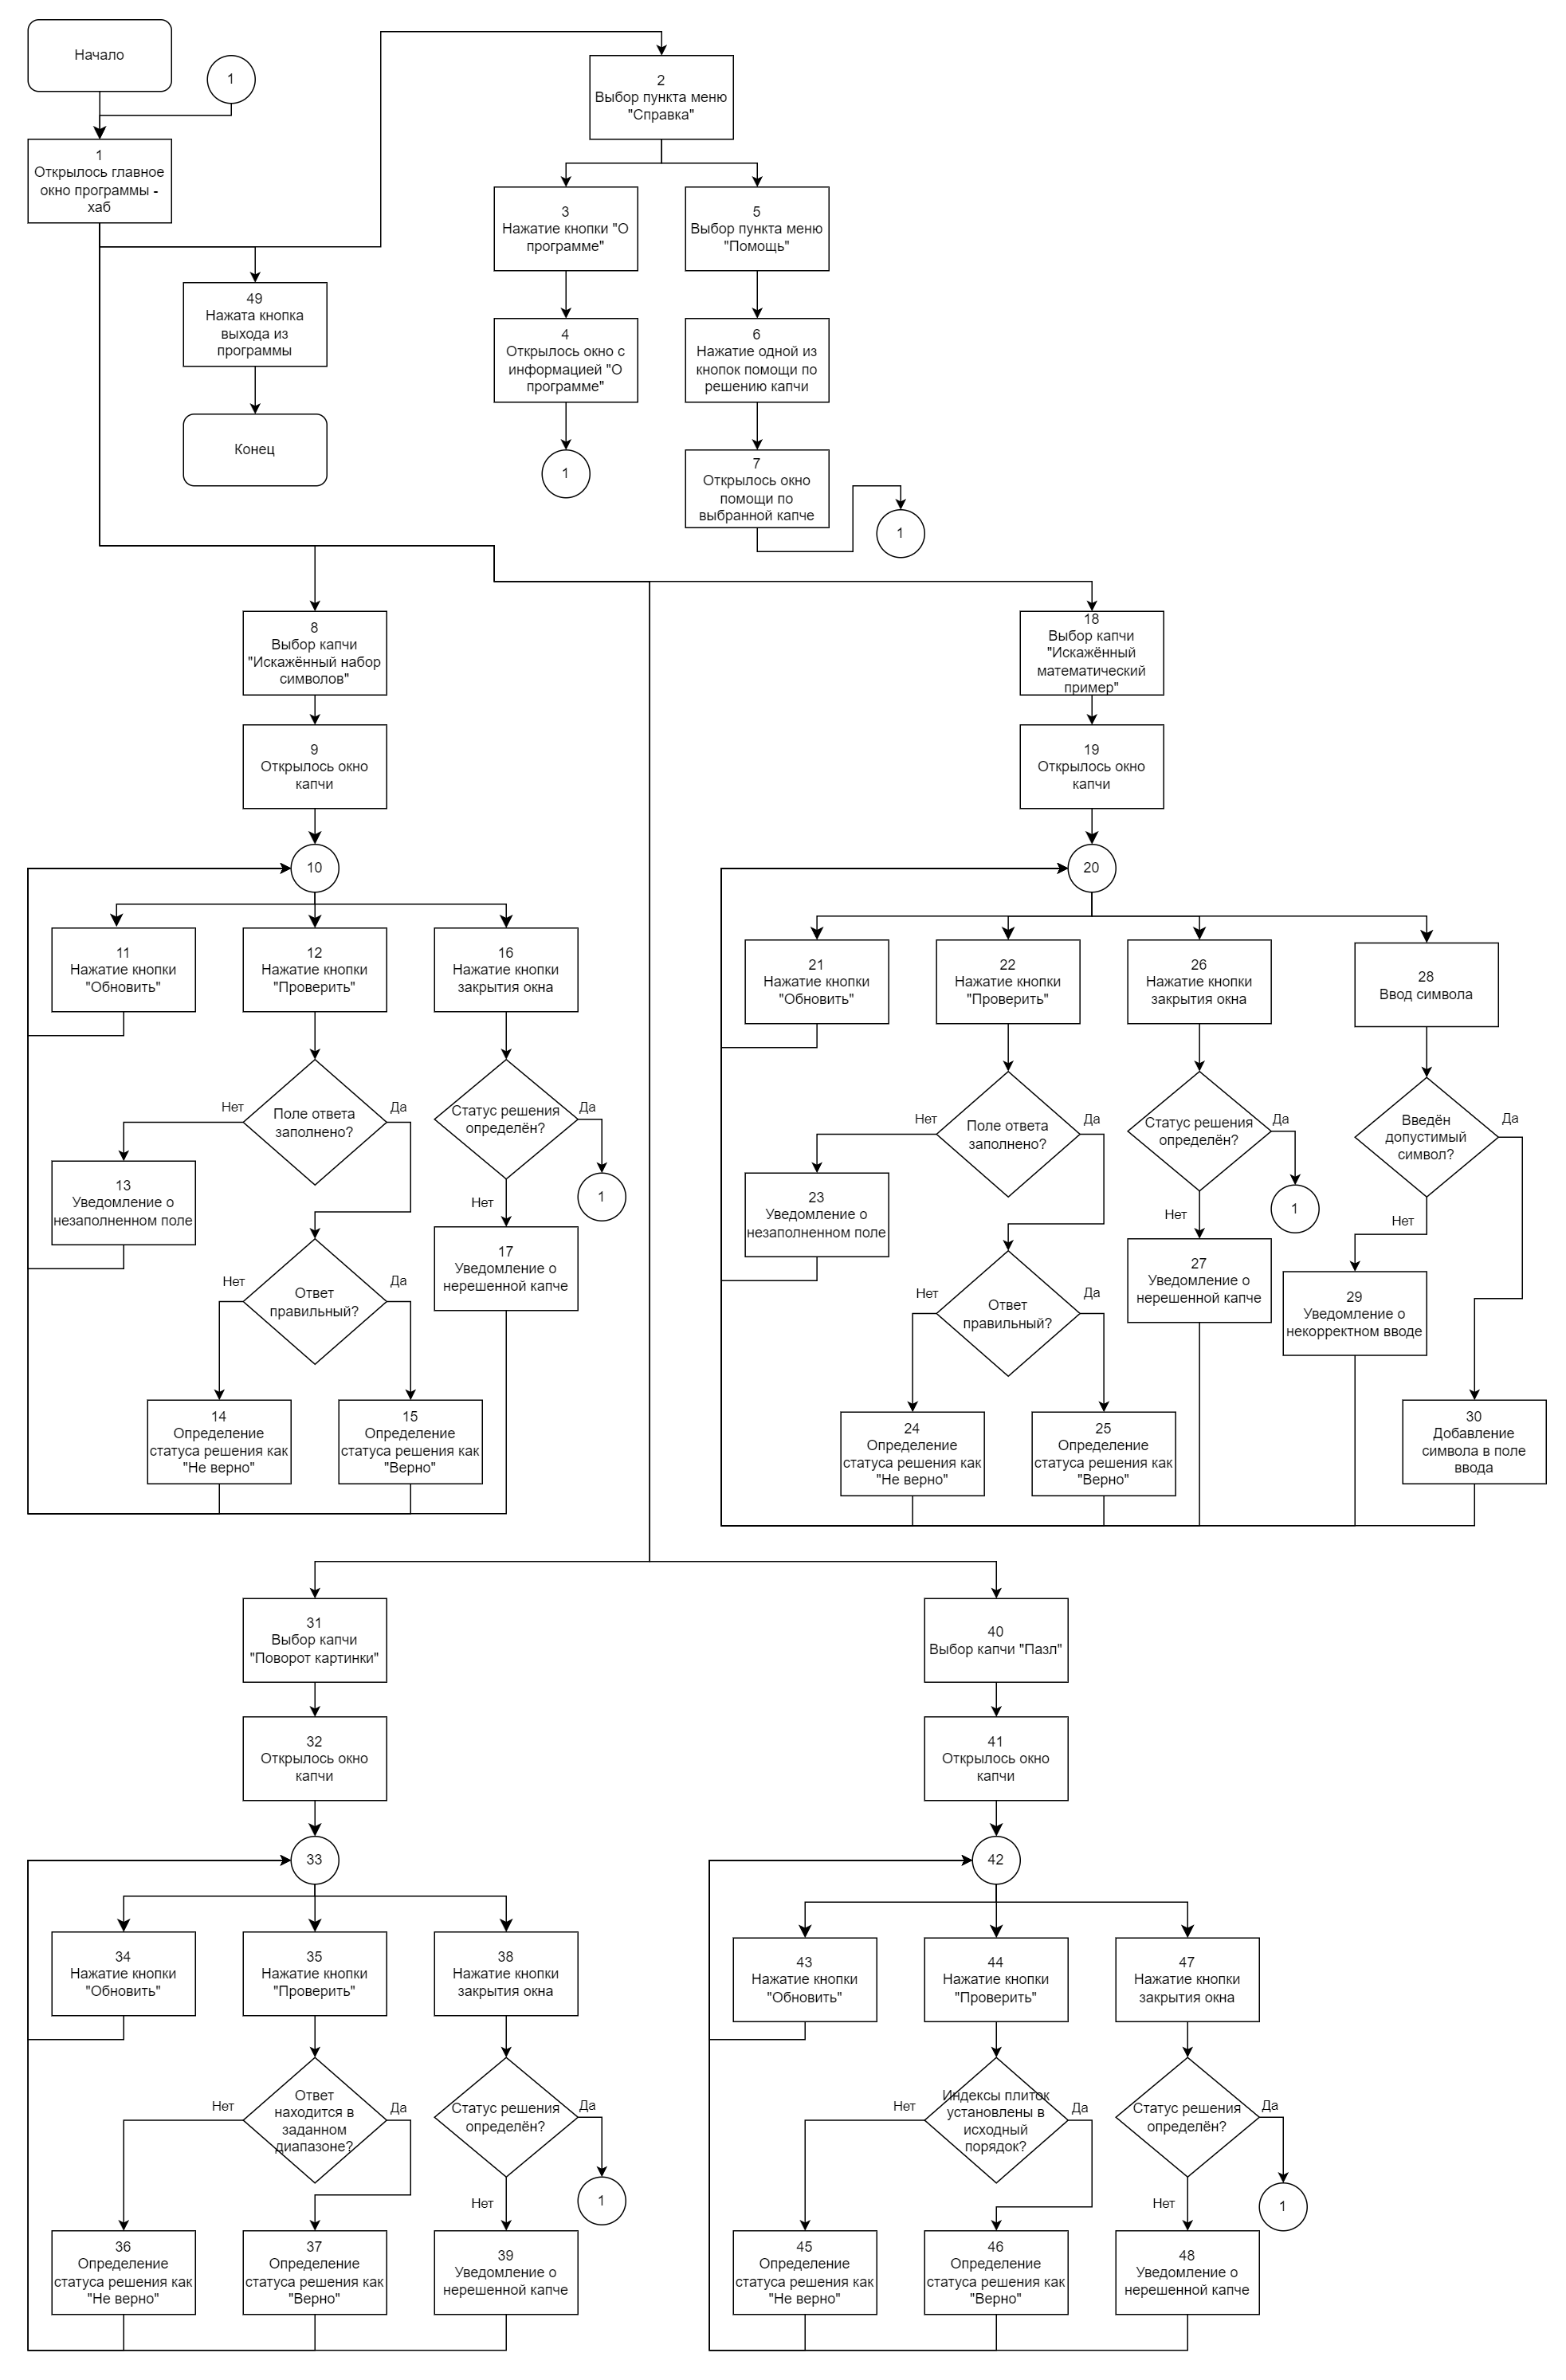 Начало
1
1
Открылось главное
окно программы -
хаб
2
Выбор пункта меню
"Справка"
3
Нажатие кнопки "О
программе"
5
Выбор пункта меню
"Помощь"
49
Нажата кнопка
выхода из
программы
4
Открылось окно с
информацией "О
программе"
6
Нажатие одной из
кнопок помощи по
решению капчи
Конец
1
7
Открылось окно
помощи по
выбранной капче
1
8
Выбор капчи
"Искажённый набор
символов"
18
Выбор капчи
"Искажённый
математический
пример"
9
Открылось окно
капчи
19
Открылось окно
капчи
10
20
11
Нажатие кнопки
"Обновить"
12
Нажатие кнопки
"Проверить"
16
Нажатие кнопки
закрытия окна
21
Нажатие кнопки
"Обновить"
22
Нажатие кнопки
"Проверить"
26
Нажатие кнопки
закрытия окна
28
Ввод символа
Нет
Поле ответа
заполнено?
Да
Статус решения
определён?
Да
Нет
Поле ответа
заполнено?
Да
Статус решения
определён?
Да
Введён
допустимый
символ?
Да
13
Уведомление о
незаполненном поле
Нет
1
23
Уведомление о
незаполненном поле
Нет
1
Нет
17
Уведомление о
нерешенной капче
27
Уведомление о
нерешенной капче
29
Уведомление о
некорректном вводе
Нет
Ответ
правильный?
Да
Нет
Ответ
правильный?
Да
14
Определение
статуса решения как
"Не верно"
15
Определение
статуса решения как
"Верно"
24
Определение
статуса решения как
"Не верно"
25
Определение
статуса решения как
"Верно"
30
Добавление
символа в поле
ввода
31
Выбор капчи
"Поворот картинки"
40
Выбор капчи "Пазл"
32
Открылось окно
капчи
41
Открылось окно
капчи
33
42
34
Нажатие кнопки
"Обновить"
35
Нажатие кнопки
"Проверить"
38
Нажатие кнопки
закрытия окна
43
Нажатие кнопки
"Обновить"
44
Нажатие кнопки
"Проверить"
47
Нажатие кнопки
закрытия окна
Нет
Ответ
находится в
заданном
диапазоне?
Да
Статус решения
определён?
Да
Нет
Индексы плиток
установлены в
исходный
порядок?
Да
Статус решения
определён?
Да
Нет
1
Нет
1
36
Определение
статуса решения как
"Не верно"
37
Определение
статуса решения как
"Верно"
39
Уведомление о
нерешенной капче
45
Определение
статуса решения как
"Не верно"
46
Определение
статуса решения как
"Верно"
48
Уведомление о
нерешенной капче